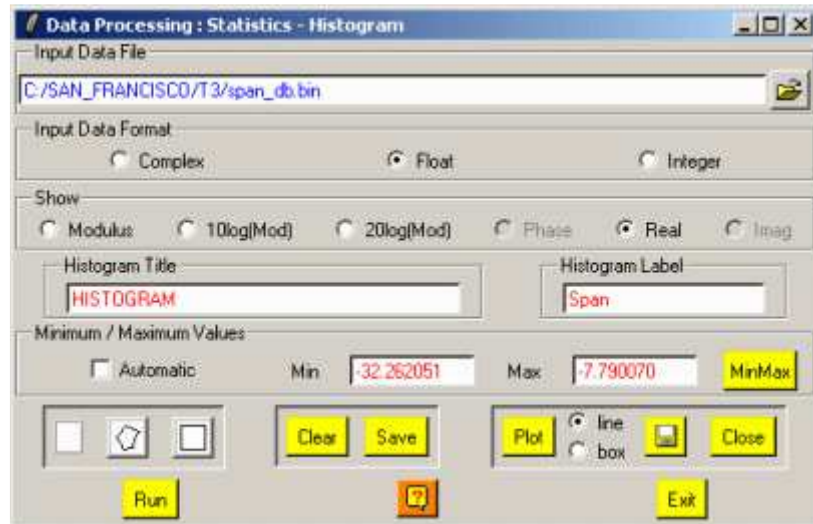 Data Processing : Statistics - Histogram
Input Data File
C:/SAN_FRANCISCO/T3/span_db.bin
Input Data Format
Complex Float Integer
Show
Modulus 10log(Mod) 20log(Mod) Phase Real Imag
Histogram Title Histogram Label
HISTOGRAM Span
Minimum / Maximum Values
Automatic Min -32.262051 Max -7.790070 MinMax
Clear Save Plot line box Close
Run ? Exit